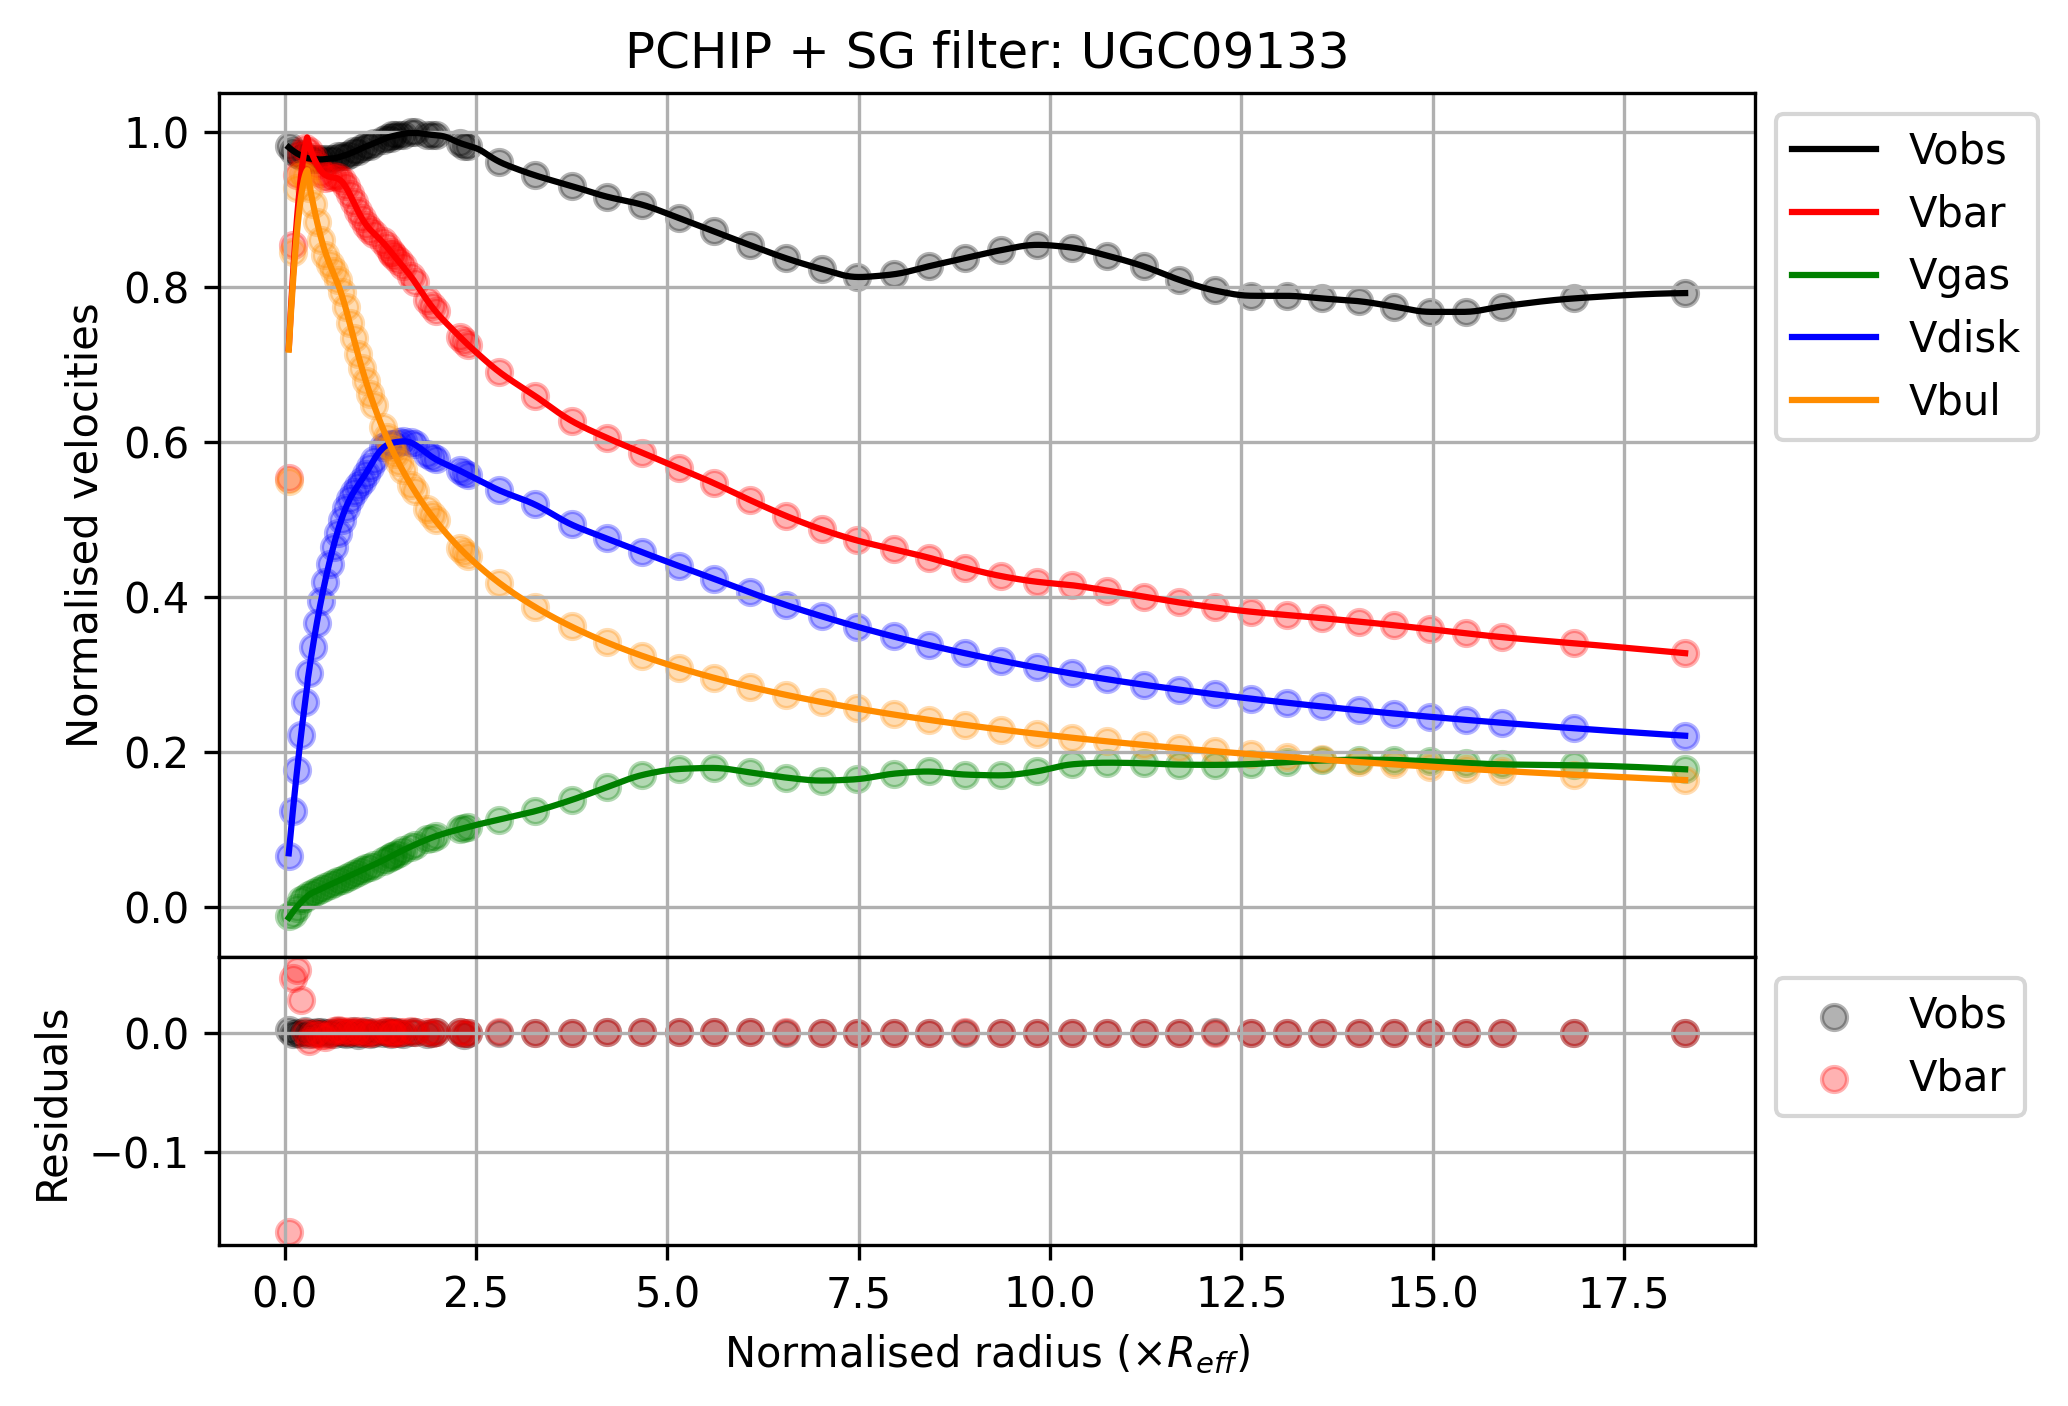 PCHIP + SG filter: UGC09133
Normalised velocities
1.0
0.8
0.6
0.4
0.2
0.0
Vobs
Vbar
Vgas
Vdisk
Vbul
Residuals
0.0
−0.1
Vobs
Vbar
0.0 2.5 5.0 7.5 10.0 12.5 15.0 17.5
Normalised radius (×R_eff)